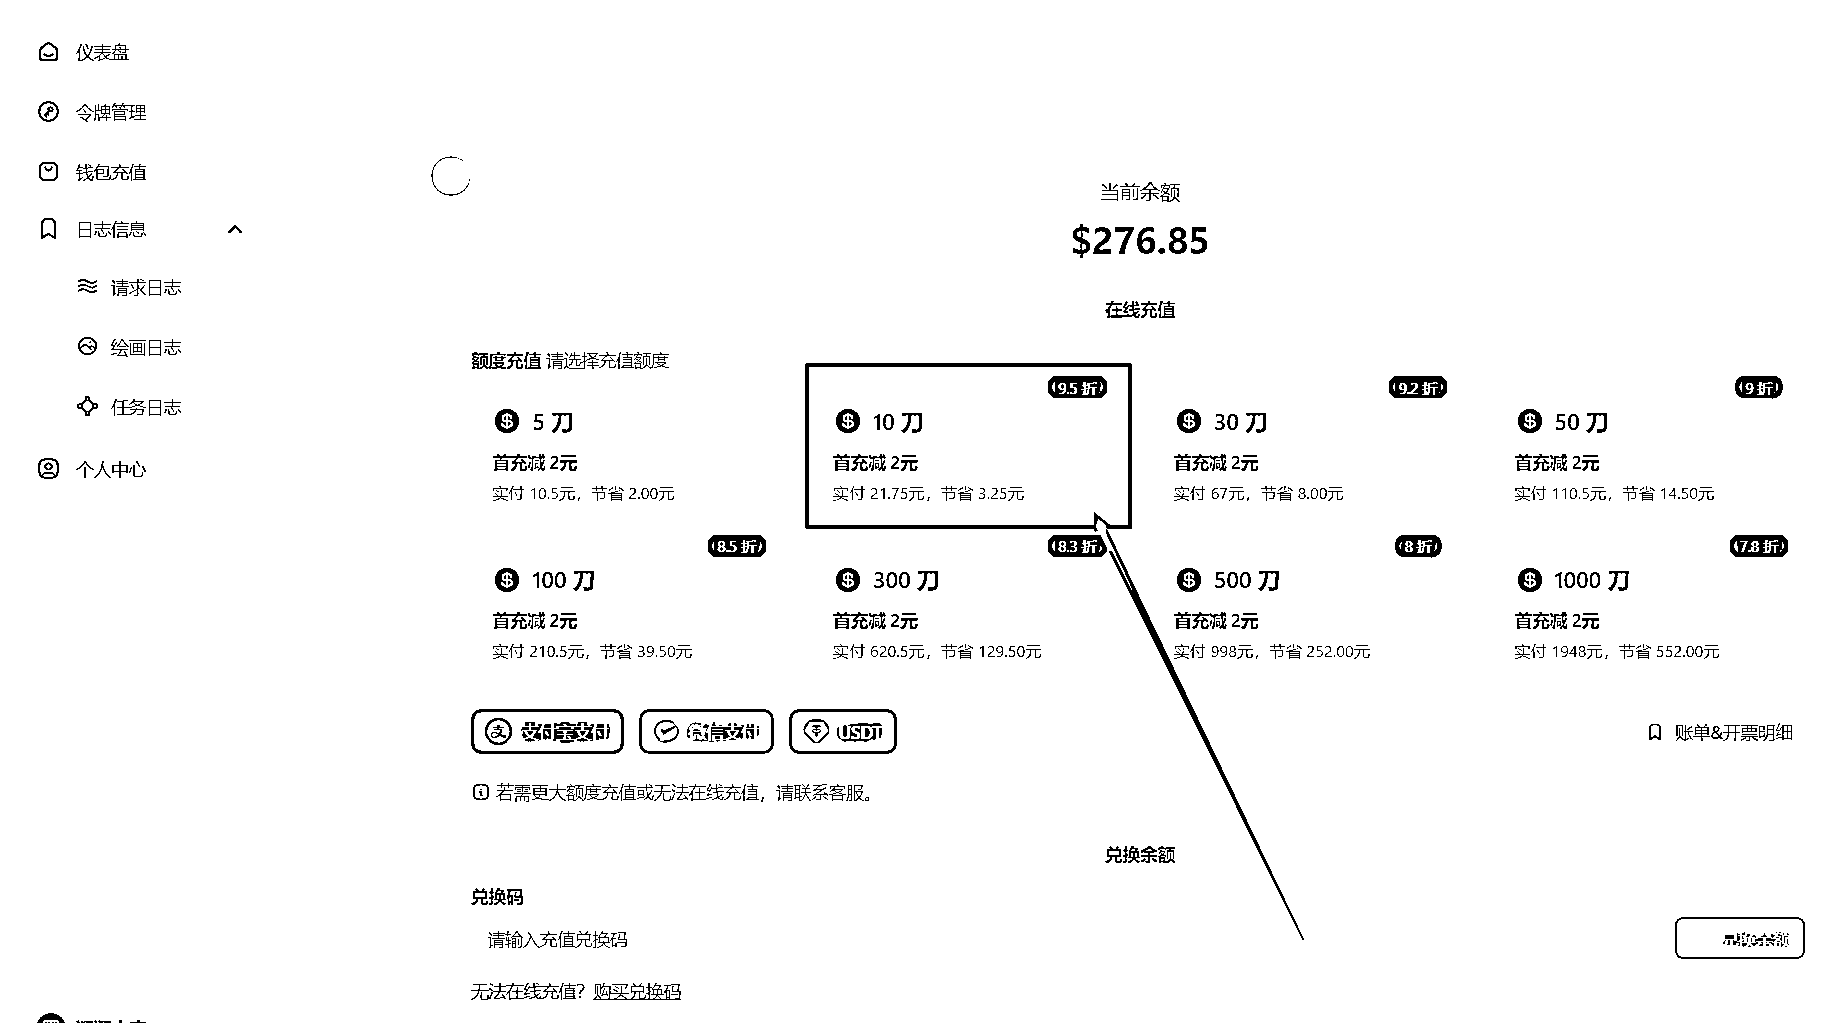 仪表盘
令牌管理
钱包充值
日志信息
请求日志
绘画日志
任务日志
个人中心
当前余额
$276.85
在线充值
额度充值 请选择充值额度
5 刀
首充减 2元
实付 10.5元，节省 2.00元
9.5 折
10 刀
首充减 2元
实付 21.75元，节省 3.25元
9.2 折
30 刀
首充减 2元
实付 67元，节省 8.00元
9 折
50 刀
首充减 2元
实付 110.5元，节省 14.50元
8.5 折
100 刀
首充减 2元
实付 210.5元，节省 39.50元
8.3 折
300 刀
首充减 2元
实付 620.5元，节省 129.50元
8 折
500 刀
首充减 2元
实付 998元，节省 252.00元
7.8 折
1000 刀
首充减 2元
实付 1948元，节省 552.00元
支付宝支付
微信支付
USDT
账单&开票明细
若需更大额度充值或无法在线充值，请联系客服。
兑换余额
兑换码
请输入充值兑换码
兑换余额
无法在线充值？购买兑换码